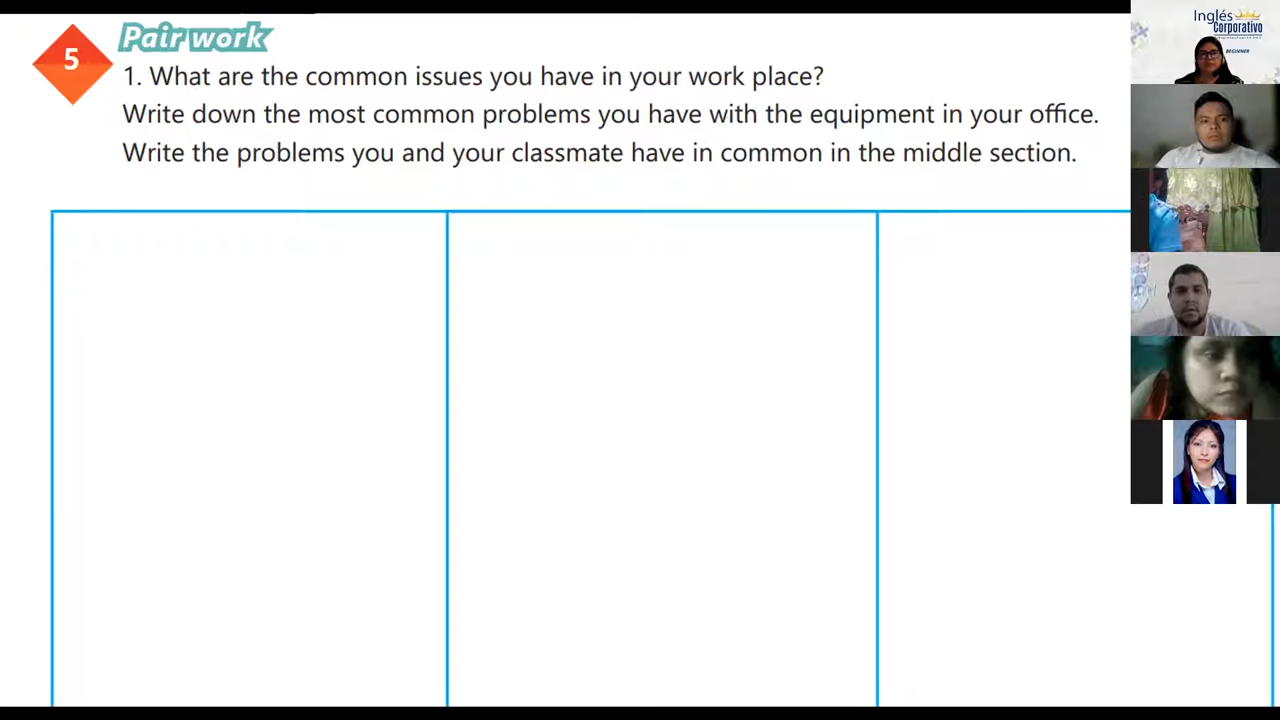 5
Pair work
1. What are the common issues you have in your work place?
Write down the most common problems you have with the equipment in your office.
Write the problems you and your classmate have in common in the middle section.
Inglés
Corporativo
BEGINNER